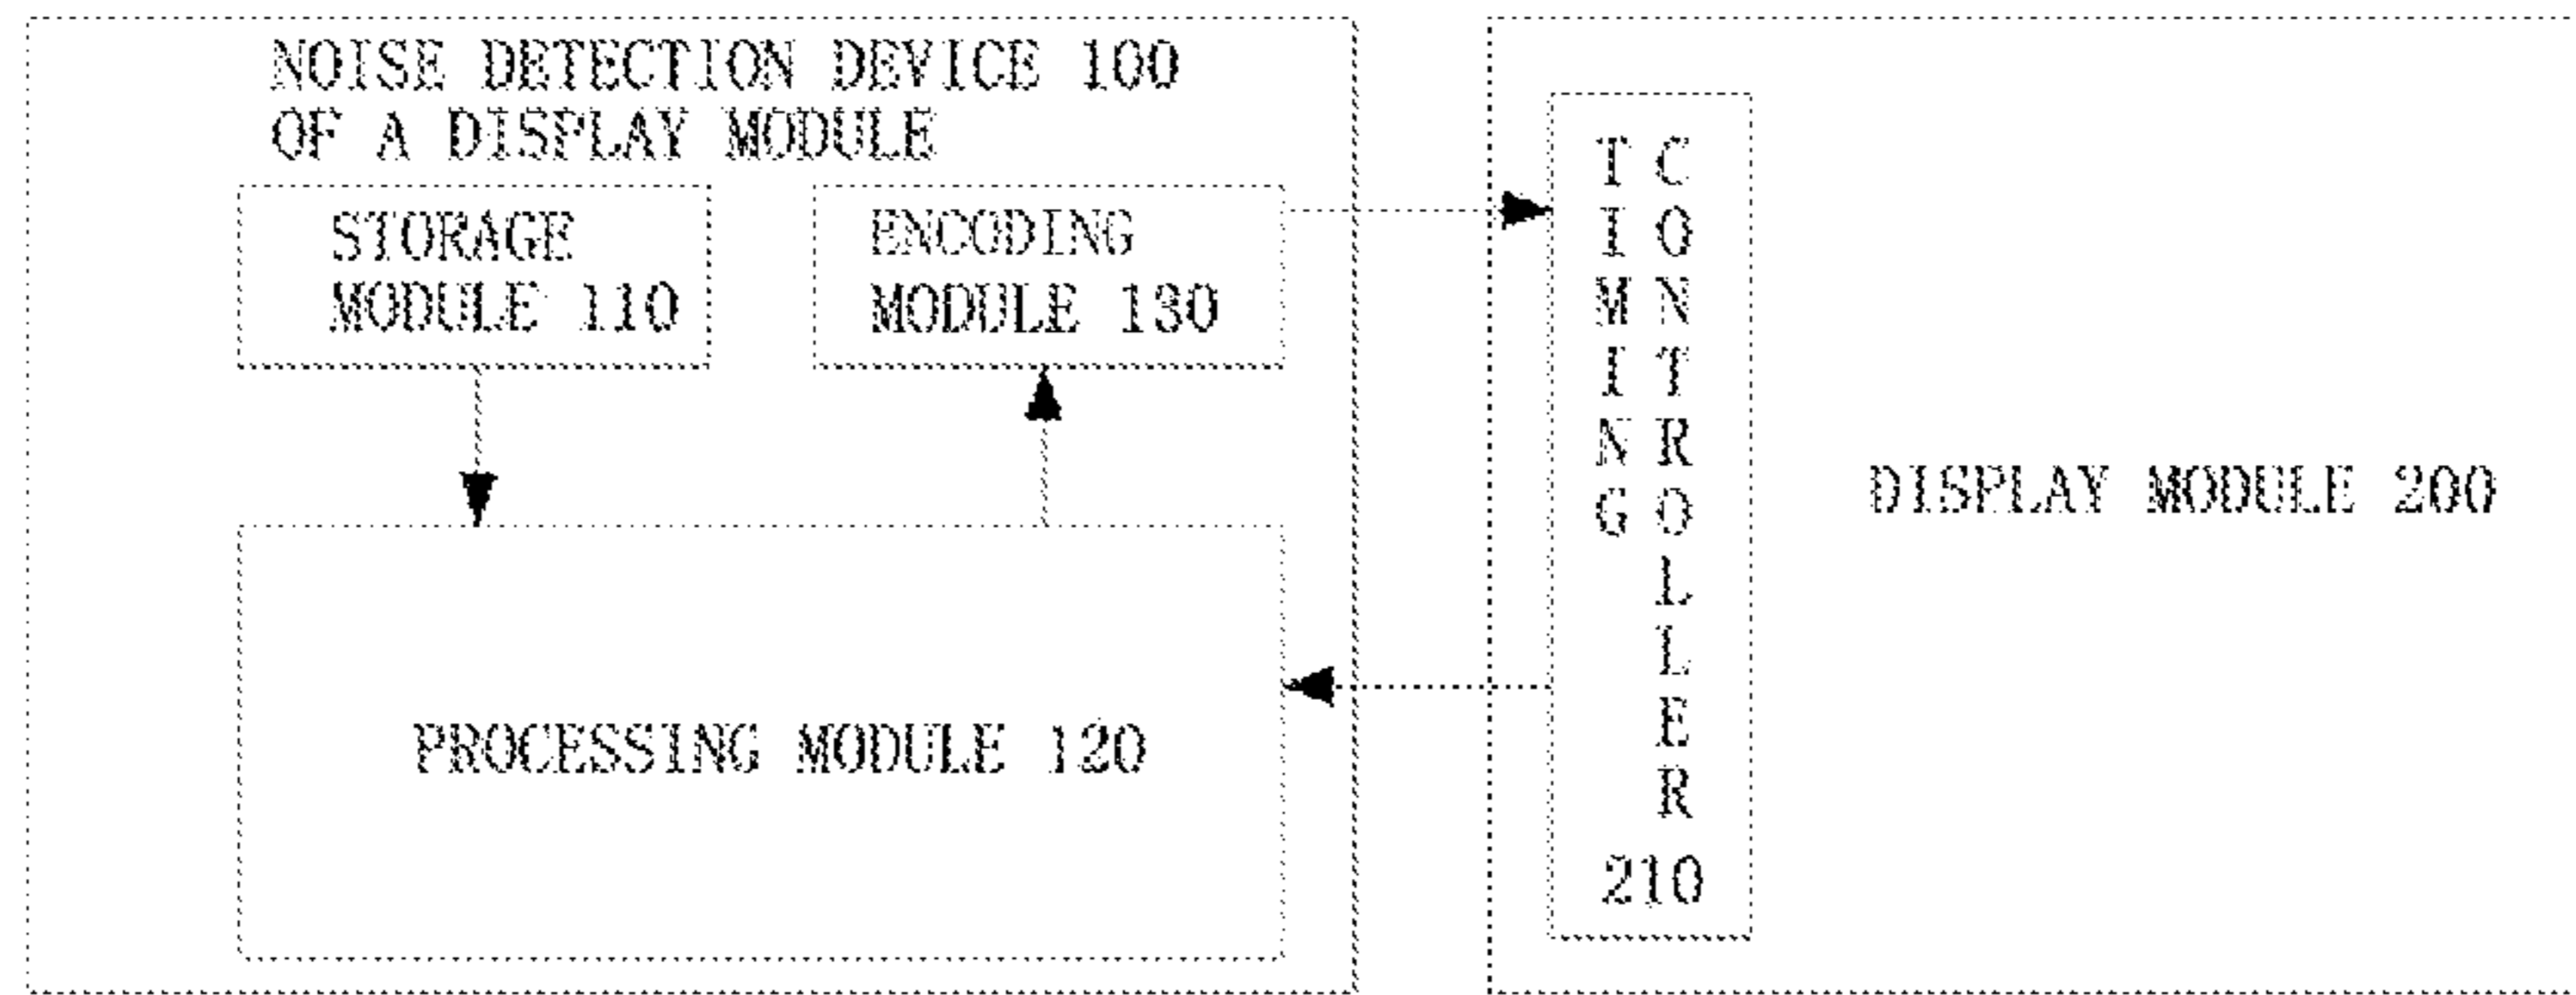 NOISE DETECTION DEVICE 100
OF A DISPLAY MODULE
STORAGE
MODULE 110
ENCODING
MODULE 130
PROCESSING MODULE 120
TIMING
CONTROLLER
210
DISPLAY MODULE 200